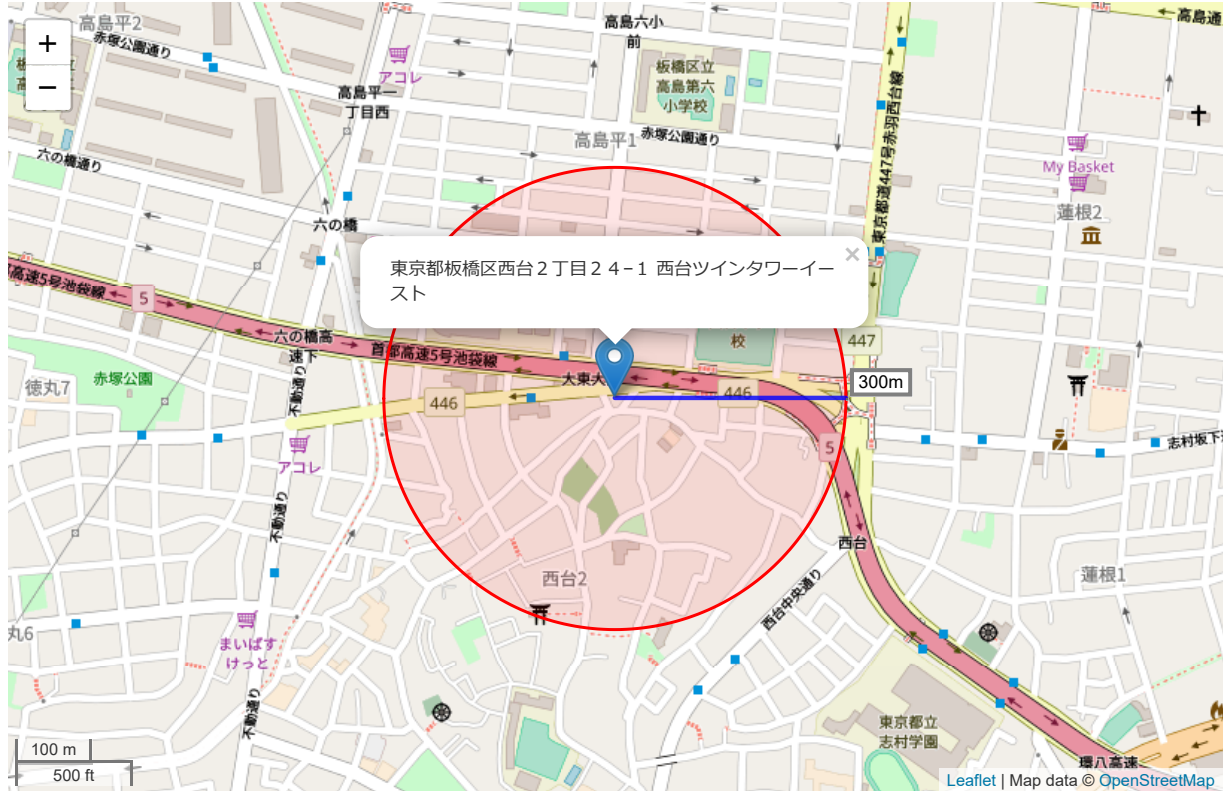 高島平2
赤塚公園通り
高島六小
前
高島通
+
−
アコレ
板橋区立
高島第六
小学校
高島平一
丁目西
高島平1
赤塚公園通り
東京都道447号赤羽西台線
My Basket
六の橋通り
蓮根2
六の橋
東京都板橋区西台２丁目２４−１ 西台ツインタワーイー
スト
×
高速5号池袋線
5
六の橋高
速下
首都高速5号池袋線
校
447
大東大
300m
徳丸7
赤塚公園
不動通り
446
446
5
志村坂下
アコレ
不動通り
西台
西台2
蓮根1
西台中央通り
丸6
まいばす
けっと
不動通り
東京都立
志村学園
環八高速
100 m
500 ft
Leaflet | Map data © OpenStreetMap